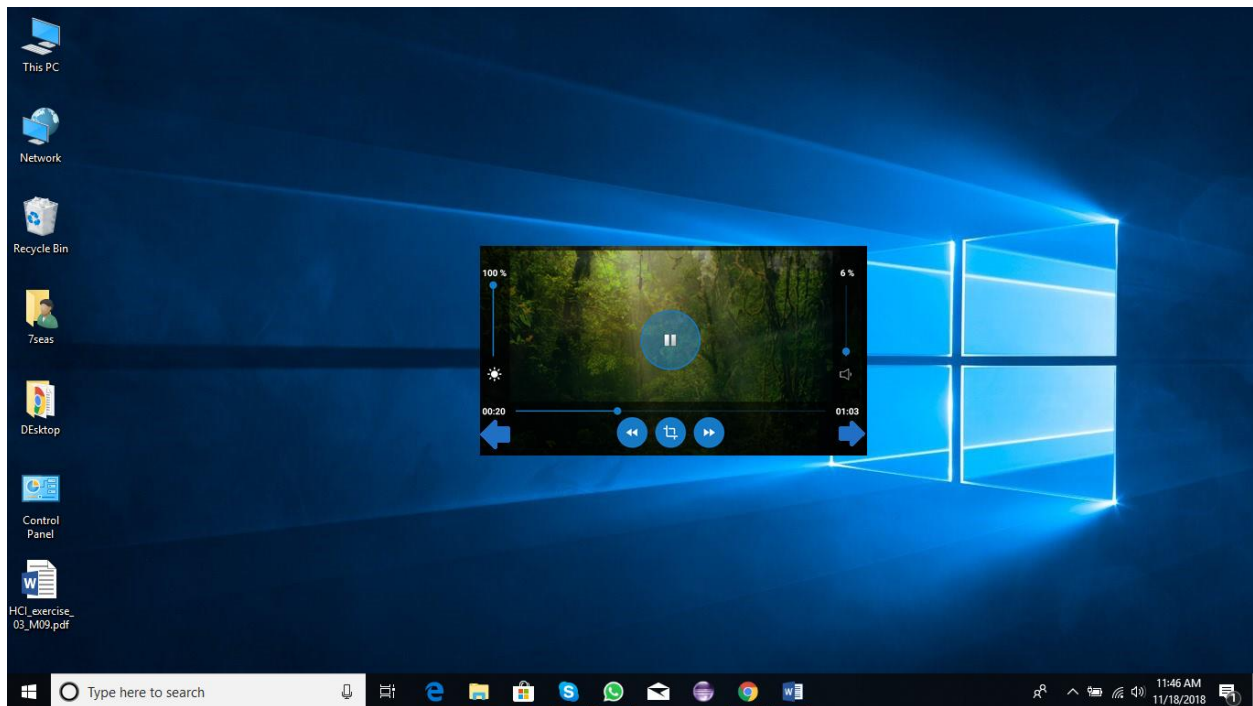 This PC
Network
Recycle Bin
7seas
DEsktop
Control
Panel
HCI_exercise_
03_M09.pdf
100 %
6 %
00:20
01:03
Type here to search
11:46 AM
11/18/2018
1